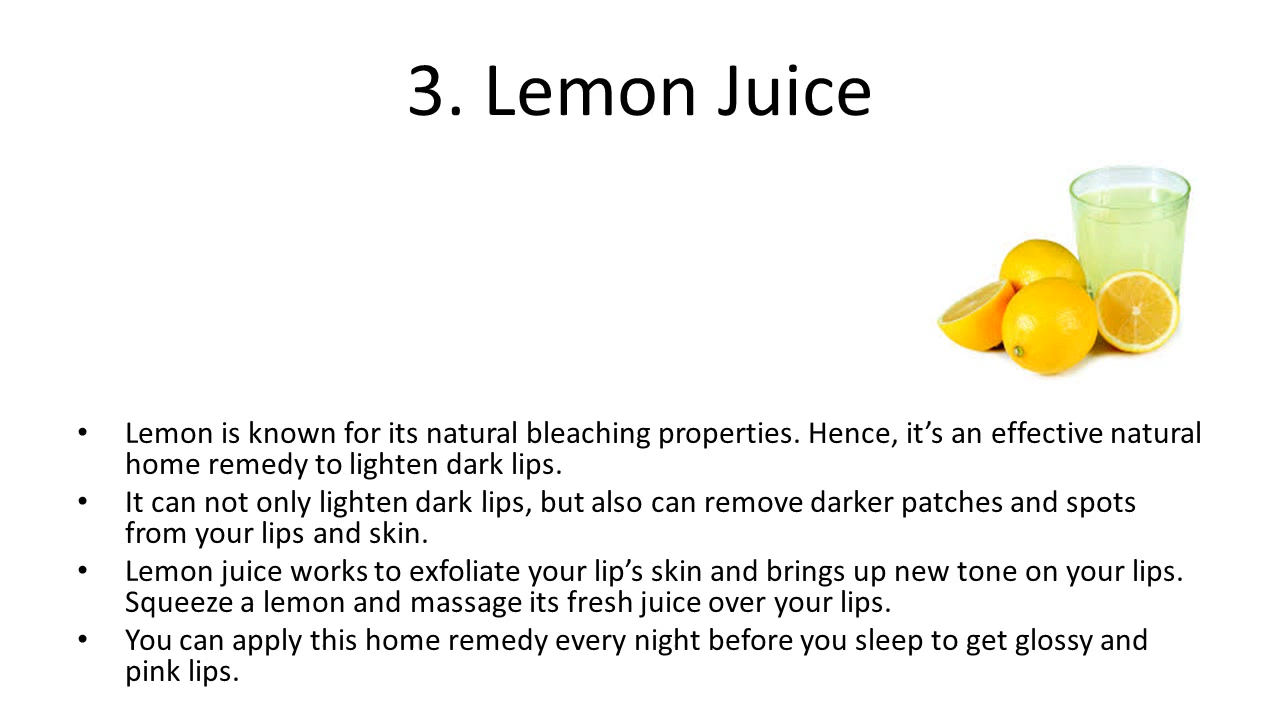 3. Lemon Juice
• Lemon is known for its natural bleaching properties. Hence, it’s an effective natural
home remedy to lighten dark lips.
• It can not only lighten dark lips, but also can remove darker patches and spots
from your lips and skin.
• Lemon juice works to exfoliate your lip’s skin and brings up new tone on your lips.
Squeeze a lemon and massage its fresh juice over your lips.
• You can apply this home remedy every night before you sleep to get glossy and
pink lips.